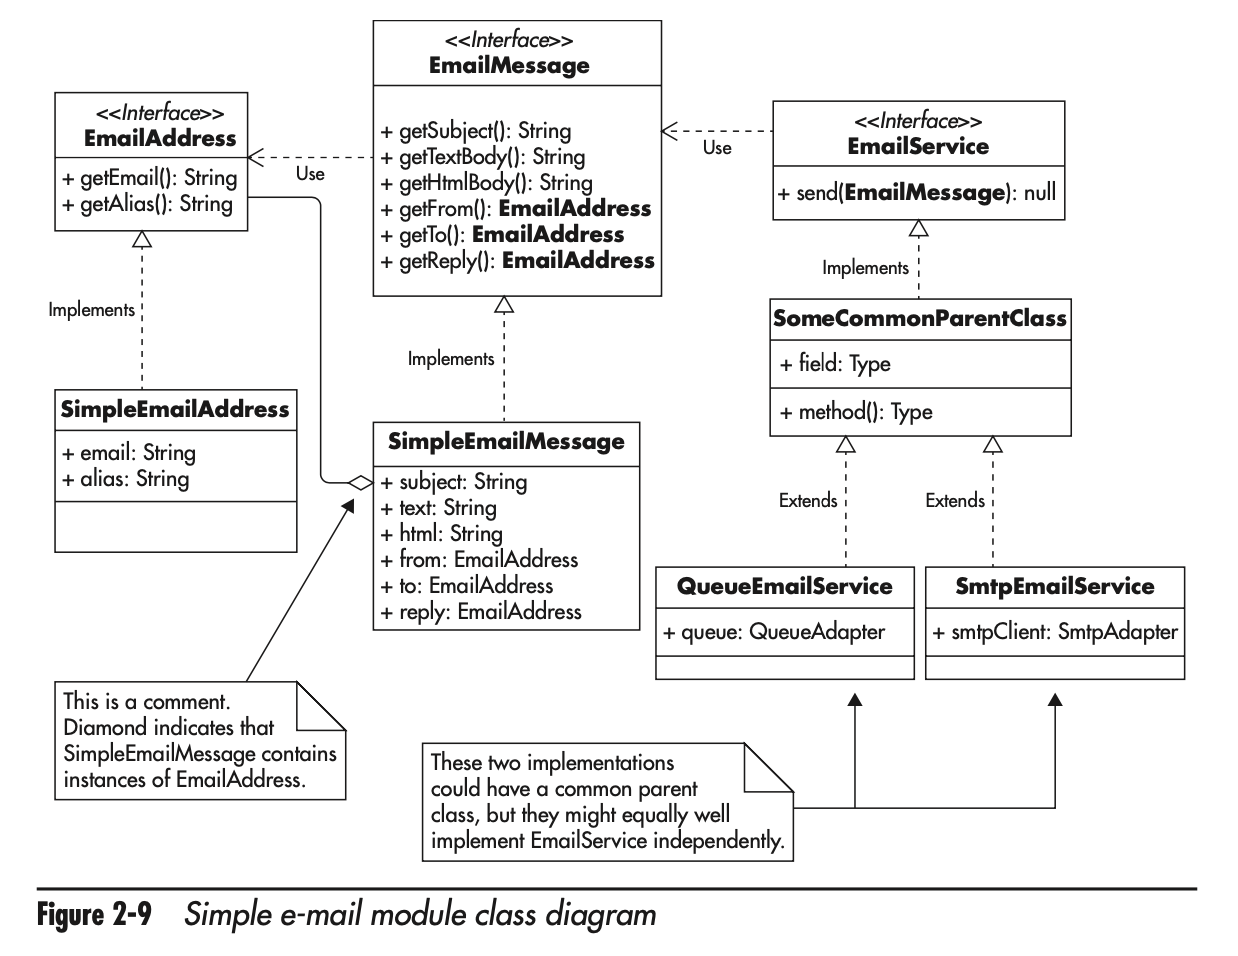 <<Interface>>
EmailMessage
+ getSubject(): String
+ getTextBody(): String
+ getHtmlBody(): String
+ getFrom(): EmailAddress
+ getTo(): EmailAddress
+ getReply(): EmailAddress
<<Interface>>
EmailAddress
+ getEmail(): String
+ getAlias(): String
Use
Use
<<Interface>>
EmailService
+ send(EmailMessage): null
Implements
Implements
Implements
SomeCommonParentClass
+ field: Type
+ method(): Type
SimpleEmailAddress
+ email: String
+ alias: String
SimpleEmailMessage
+ subject: String
+ text: String
+ html: String
+ from: EmailAddress
+ to: EmailAddress
+ reply: EmailAddress
Extends
Extends
QueueEmailService
+ queue: QueueAdapter
SmtpEmailService
+ smtpClient: SmtpAdapter
This is a comment.
Diamond indicates that
SimpleEmailMessage contains
instances of EmailAddress.
These two implementations
could have a common parent
class, but they might equally well
implement EmailService independently.
Figure 2-9 Simple e-mail module class diagram